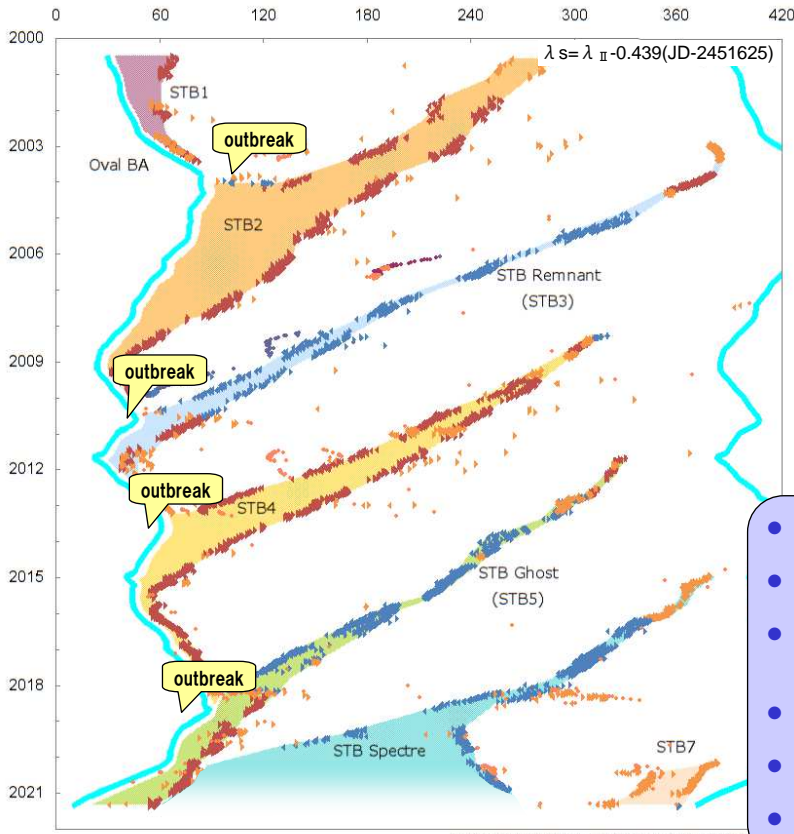 0 60 120 180 240 300 360 420
2000
λs=λⅡ-0.439(JD-2451625)
STB1
2003
outbreak
Oval BA
STB2
2006
STB Remnant
(STB3)
2009
outbreak
2012
outbreak
STB4
2015
STB Ghost
(STB5)
outbreak
2018
STB Spectre
STB7
2021